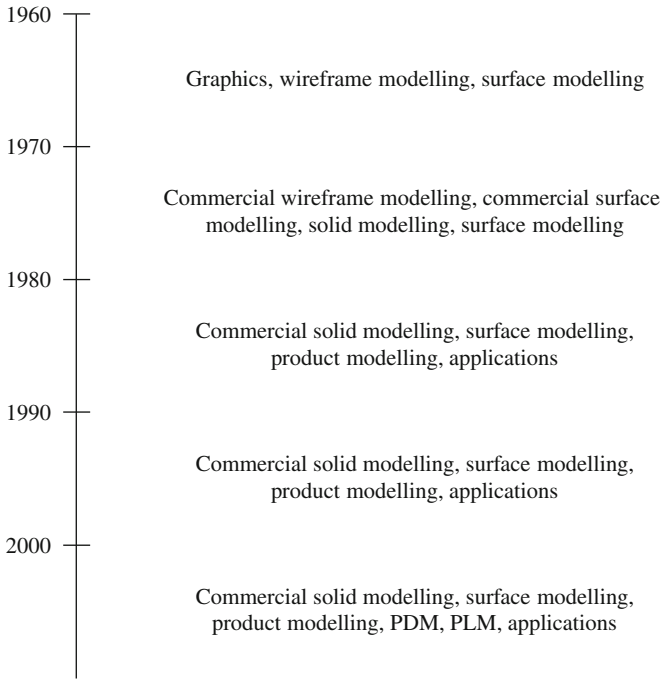 1960
Graphics, wireframe modelling, surface modelling
1970
Commercial wireframe modelling, commercial surface
modelling, solid modelling, surface modelling
1980
Commercial solid modelling, surface modelling,
product modelling, applications
1990
Commercial solid modelling, surface modelling,
product modelling, applications
2000
Commercial solid modelling, surface modelling,
product modelling, PDM, PLM, applications